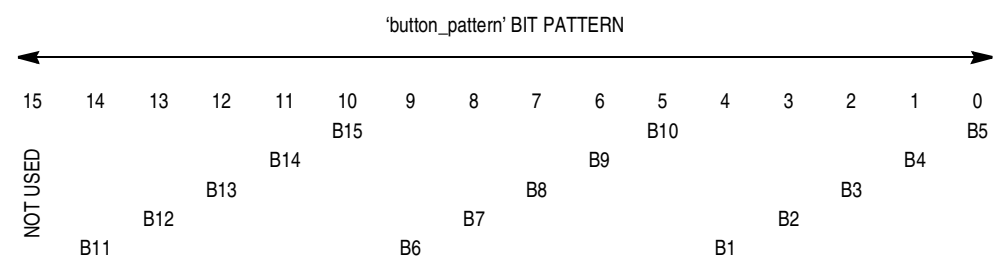 ‘button_pattern’ BIT PATTERN
15 14 13 12 11 10 9 8 7 6 5 4 3 2 1 0
B15 B10 B5
B14 B9 B4
B13 B8 B3
B12 B7 B2
B11 B6 B1
NOT USED